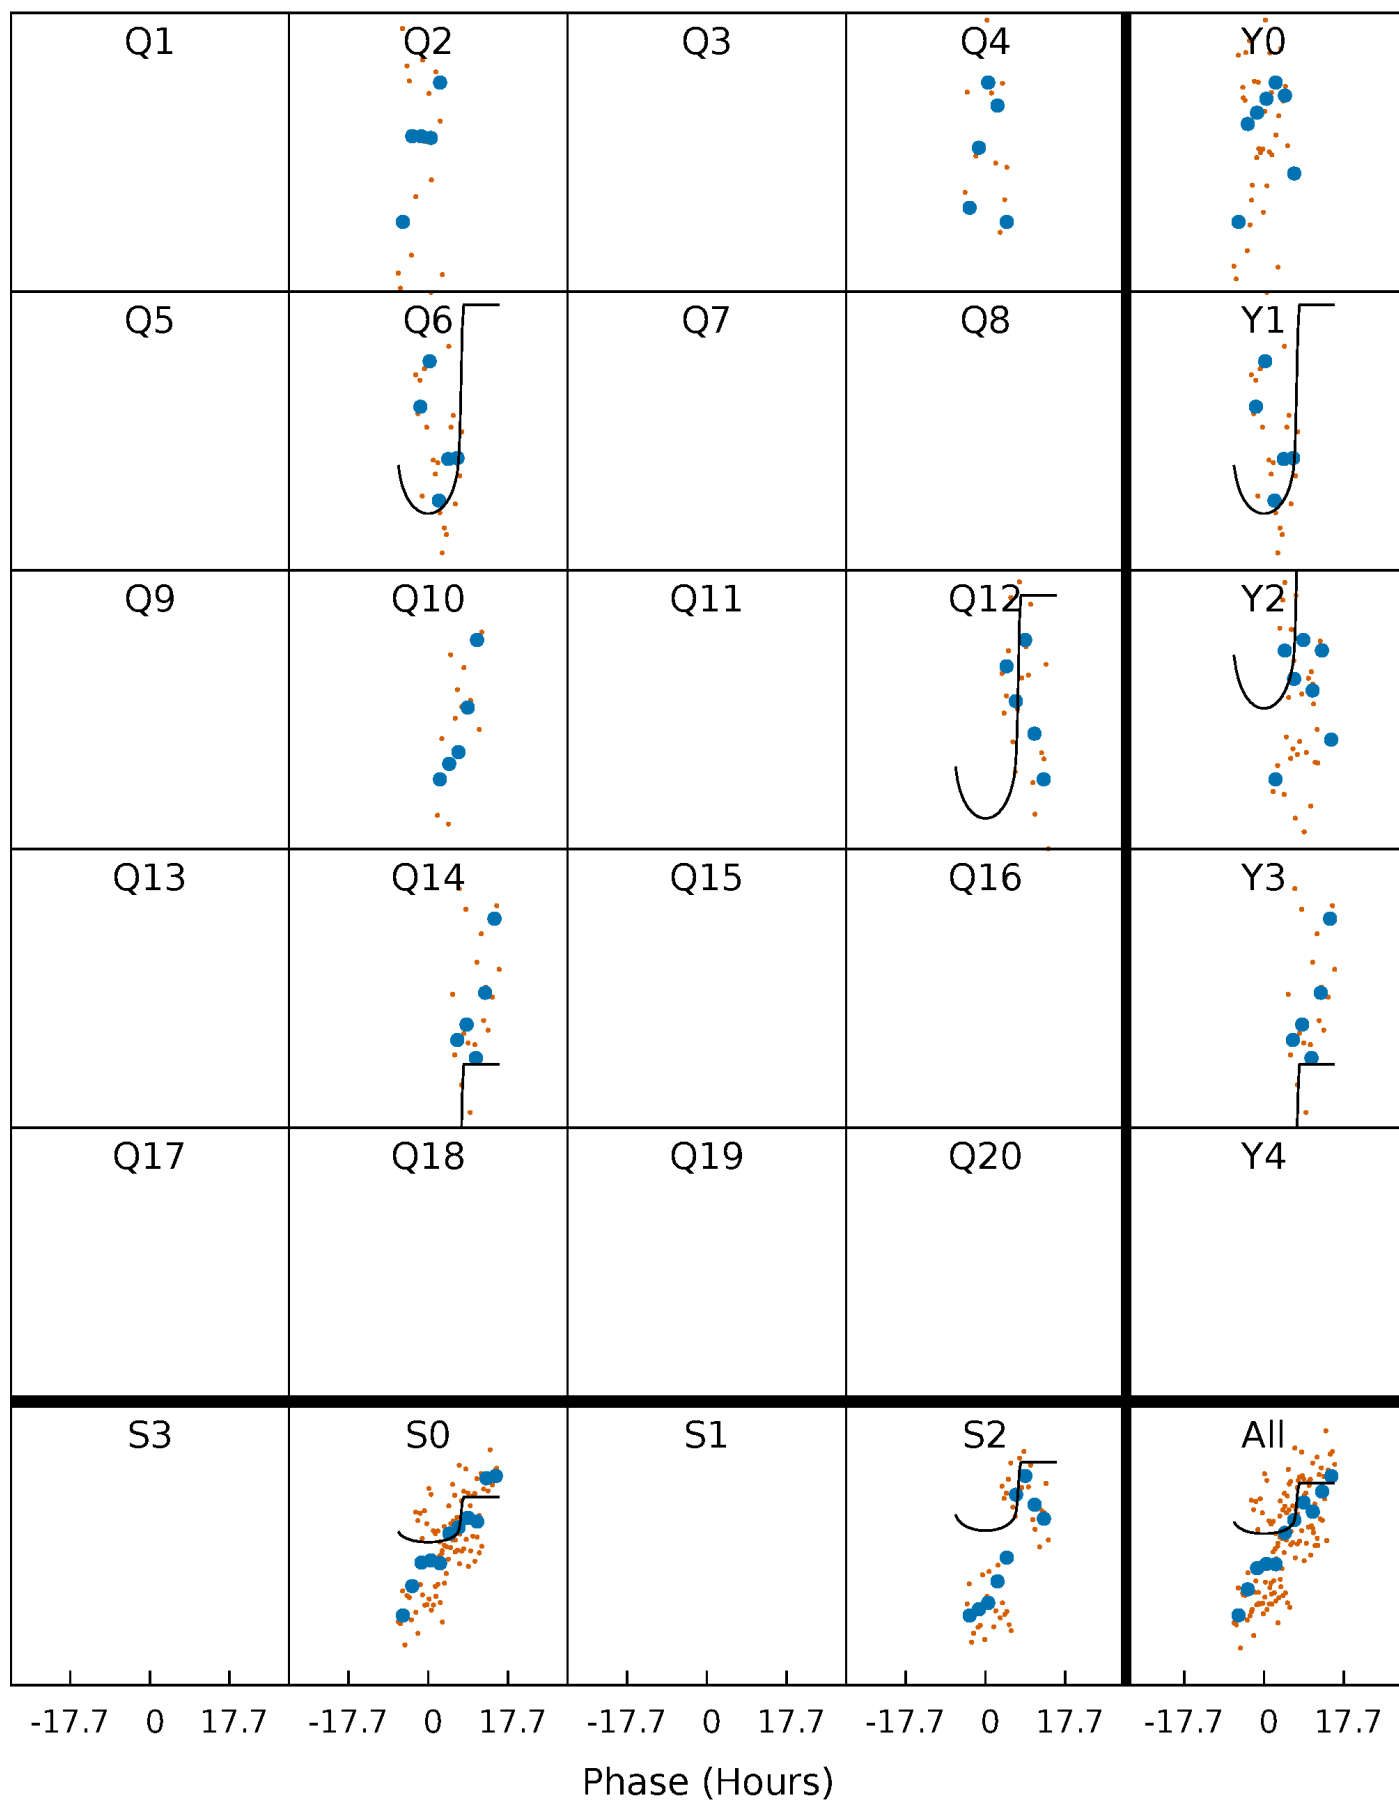 Q1 Q2 Q3 Q4 Y0
Q5 Q6 Q7 Q8 Y1
Q9 Q10 Q11 Q12 Y2
Q13 Q14 Q15 Q16 Y3
Q17 Q18 Q19 Q20 Y4
S3 S0 S1 S2 All
-17.7 0 17.7 -17.7 0 17.7 -17.7 0 17.7 -17.7 0 17.7 -17.7 0 17.7
Phase (Hours)